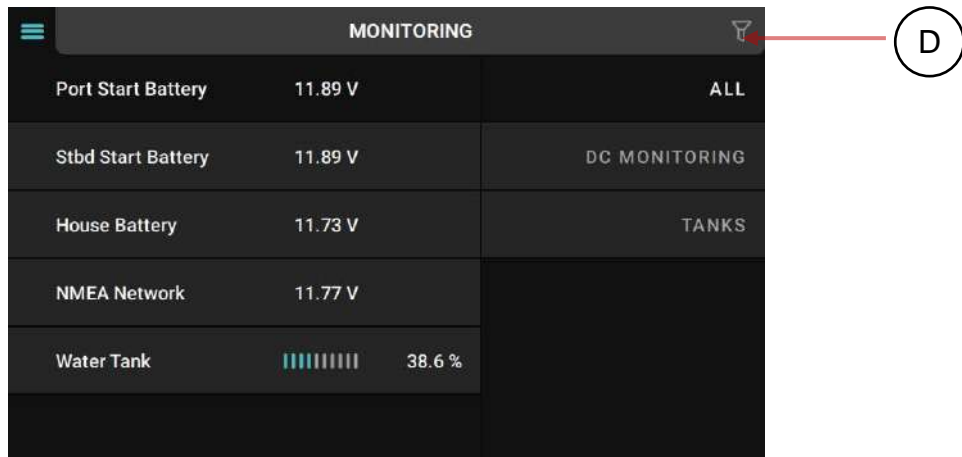 MONITORING
D
Port Start Battery 11.89 V ALL
Stbd Start Battery 11.89 V DC MONITORING
House Battery 11.73 V TANKS
NMEA Network 11.77 V
Water Tank 38.6 %